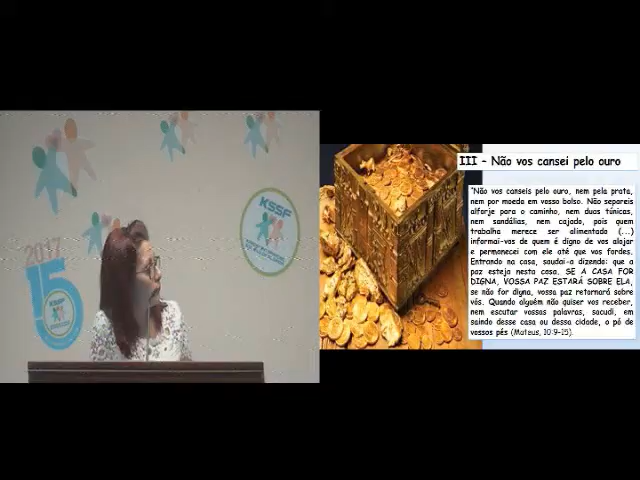 2017
15
KSSF
KSSF
III - Não vos cansei pelo ouro
"Não vos canseis pelo ouro, nem pela prata,
nem por moeda em vosso bolso. Não separeis
alforje para o caminho, nem duas túnicas,
nem sandálias, nem cajado, pois quem
trabalha merece ser alimentado (...)
informai-vos de quem é digno de vos alojar
e permanecei com ele até que vos fordes.
Entrando na casa, saudai-a dizendo: que a
paz esteja nesta casa. SE A CASA FOR
DIGNA, VOSSA PAZ ESTARÁ SOBRE ELA,
se não for digna, vossa paz retornará sobre
vós. Quando alguém não quiser vos receber,
nem escutar vossas palavras, sacudi, em
saindo desse casa ou dessa cidade, o pó de
vossos pés (Mateus, 10:9-15).